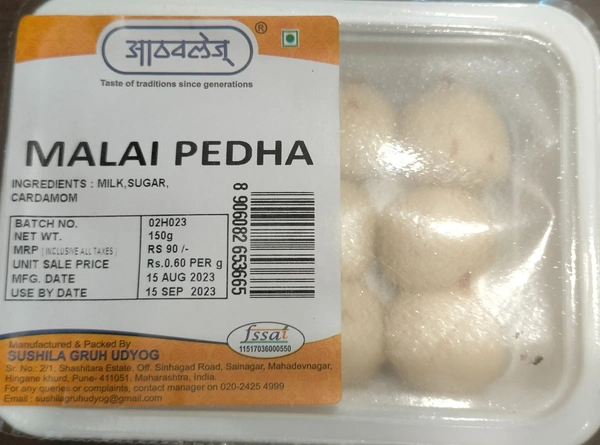 आठवलेज्
®
Taste of traditions since generations
MALAI PEDHA
INGREDIENTS : MILK,SUGAR,
CARDAMOM
BATCH NO. 02H023
NET WT. 150g
MRP (INCLUSIVE ALL TAXES) RS 90 /-
UNIT SALE PRICE Rs.0.60 PER g
MFG. DATE 15 AUG 2023
USE BY DATE 15 SEP 2023
8 906082 653665
fssai
11517036000550
Manufactured & Packed By
SUSHILA GRUH UDYOG
Sr. No.: 2/1, Shashitara Estate, Off. Sinhagad Road, Sainagar, Mahadevnagar,
Hingane khurd, Pune- 411051, Maharashtra, India.
For any queries or complaints, contact manager on 020-2425 4999
Email : sushilagruhudyog@gmail.com